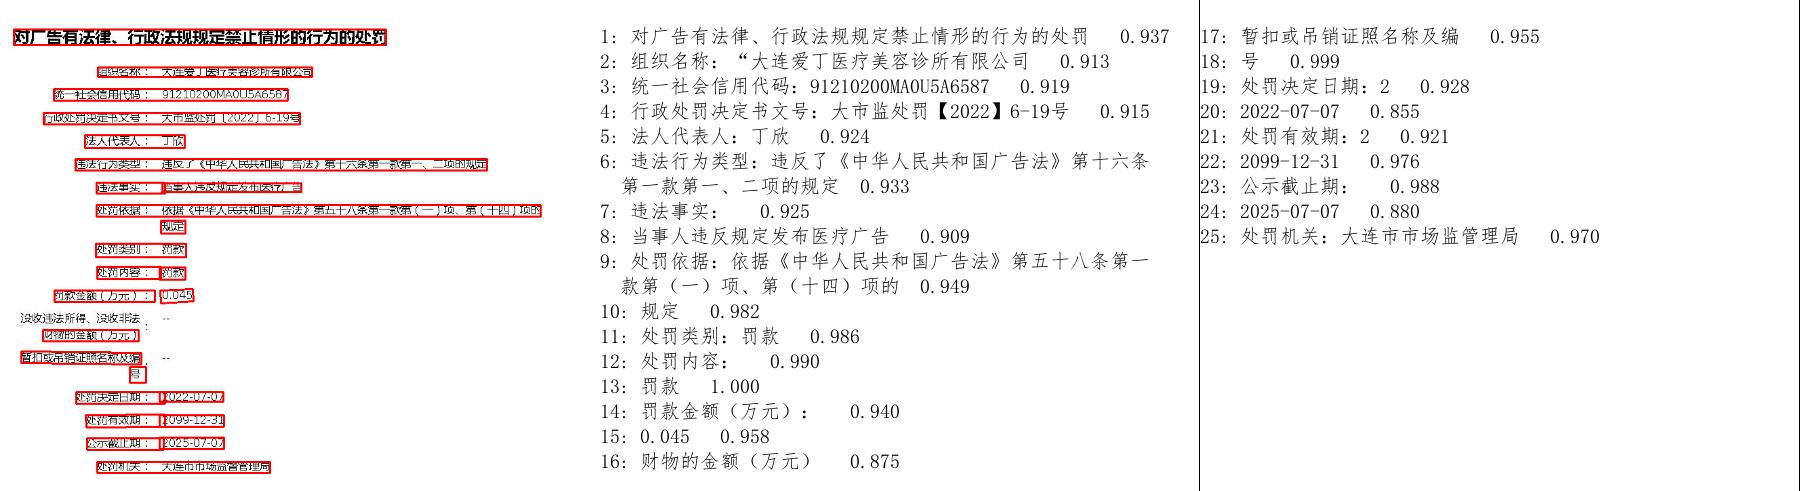 对广告有法律、行政法规规定禁止情形的行为的处罚
组织名称： 大连爱丁医疗美容诊所有限公司
统一社会信用代码： 91210200MA0U5A6587
行政处罚决定书文号： 大市监处罚〔2022〕6-19号
法人代表人： 丁欣
违法行为类型： 违反了《中华人民共和国广告法》第十六条第一款第一、二项的规定
违法事实： 当事人违反规定发布医疗广告
处罚依据： 依据《中华人民共和国广告法》第五十八条第一款第（一）项、第（十四）项的
规定
处罚类别： 罚款
处罚内容： 罚款
罚款金额（万元）： 0.045
没收违法所得、没收非法
财物的金额（万元）： --
暂扣或吊销证照名称及编
号： --
处罚决定日期： 2022-07-07
处罚有效期： 2099-12-31
公示截止期： 2025-07-07
处罚机关： 大连市市场监督管理局
1: 对广告有法律、行政法规规定禁止情形的行为的处罚 0.937
2: 组织名称：“大连爱丁医疗美容诊所有限公司 0.913
3: 统一社会信用代码：91210200MA0U5A6587 0.919
4: 行政处罚决定书文号：大市监处罚【2022】6-19号 0.915
5: 法人代表人：丁欣 0.924
6: 违法行为类型：违反了《中华人民共和国广告法》第十六条
第一款第一、二项的规定 0.933
7: 违法事实： 0.925
8: 当事人违反规定发布医疗广告 0.909
9: 处罚依据：依据《中华人民共和国广告法》第五十八条第一
款第（一）项、第（十四）项的 0.949
10: 规定 0.982
11: 处罚类别：罚款 0.986
12: 处罚内容： 0.990
13: 罚款 1.000
14: 罚款金额（万元）： 0.940
15: 0.045 0.958
16: 财物的金额（万元） 0.875
17: 暂扣或吊销证照名称及编 0.955
18: 号 0.999
19: 处罚决定日期：2 0.928
20: 2022-07-07 0.855
21: 处罚有效期：2 0.921
22: 2099-12-31 0.976
23: 公示截止期： 0.988
24: 2025-07-07 0.880
25: 处罚机关：大连市市场监管理局 0.970